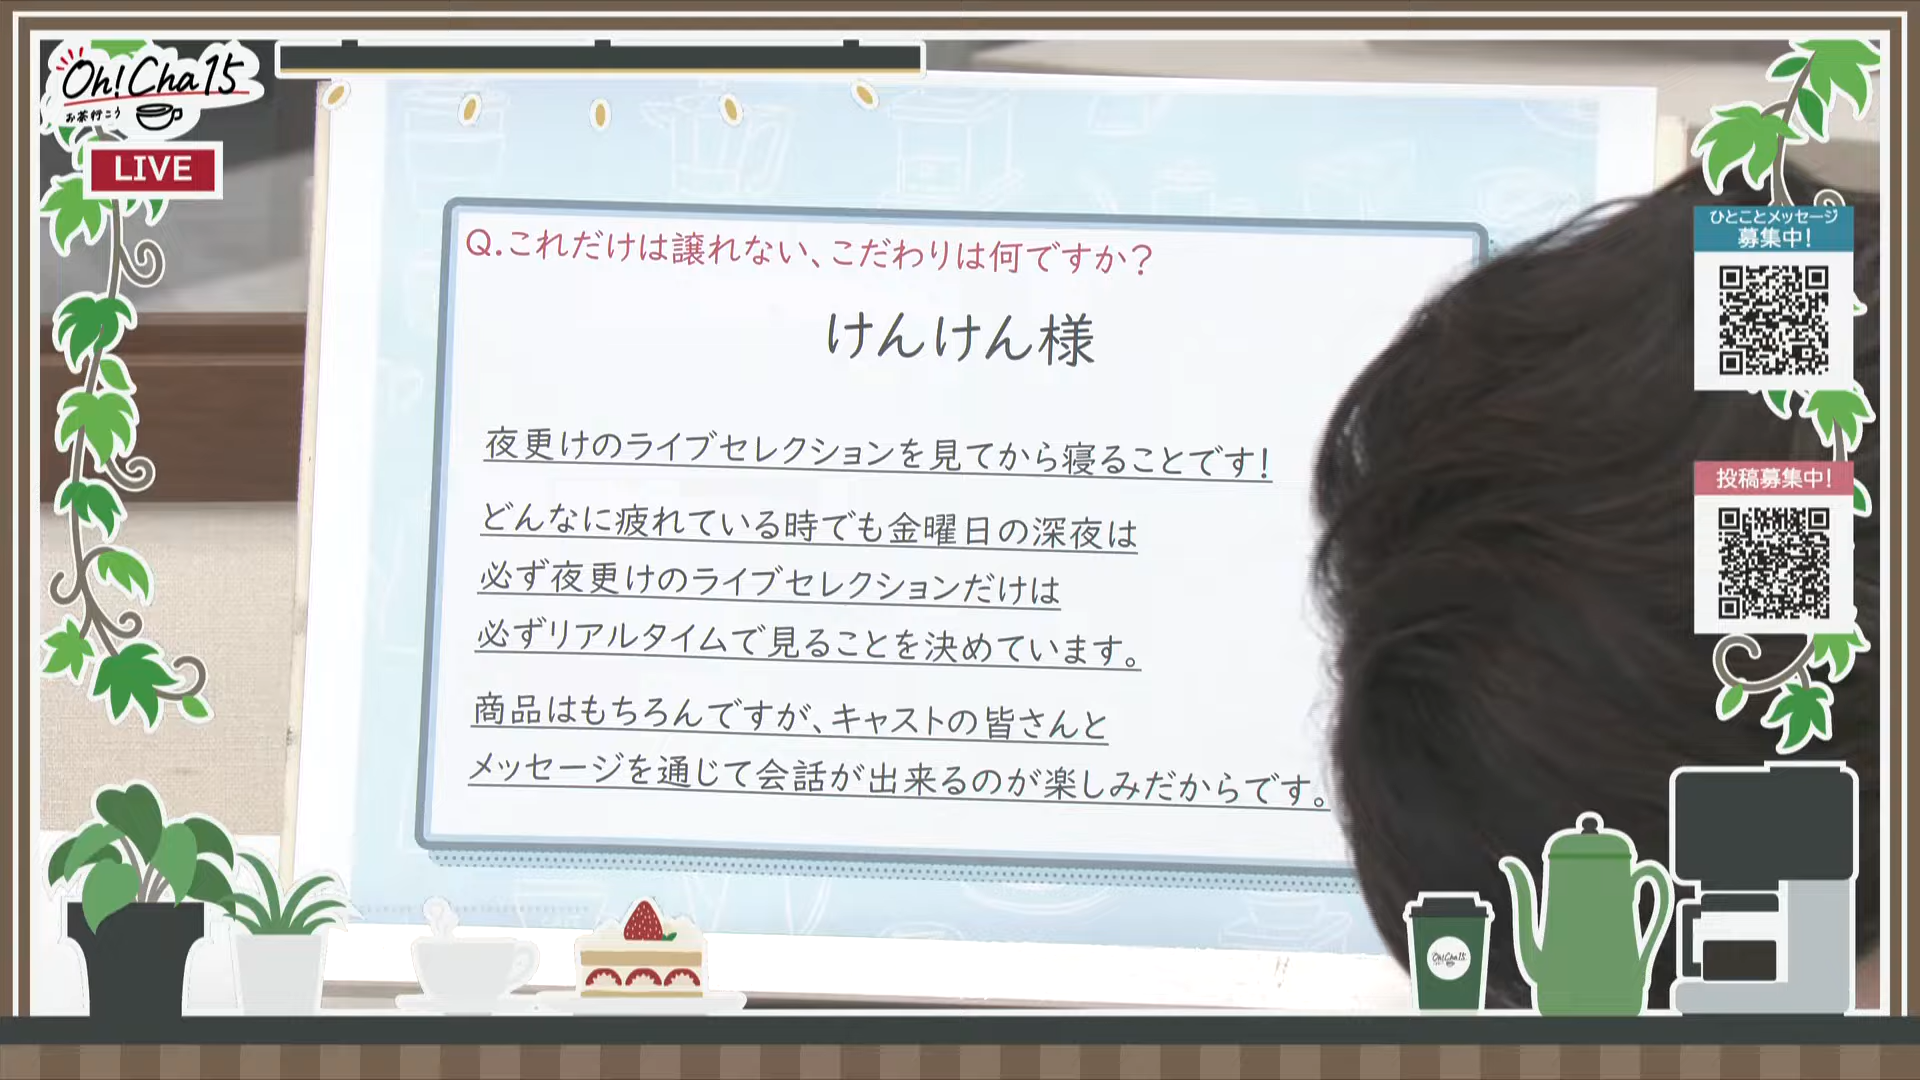 Oh!Cha15
お茶行こう
LIVE
Q.これだけは譲れない、こだわりは何ですか?
けんけん様
夜更けのライブセレクションを見てから寝ることです!
どんなに疲れている時でも金曜日の深夜は
必ず夜更けのライブセレクションだけは
必ずリアルタイムで見ることを決めています。
商品はもちろんですが、キャストの皆さんと
メッセージを通じて会話が出来るのが楽しみだからです。
ひとことメッセージ
募集中!
投稿募集中!
Oh!Cha15